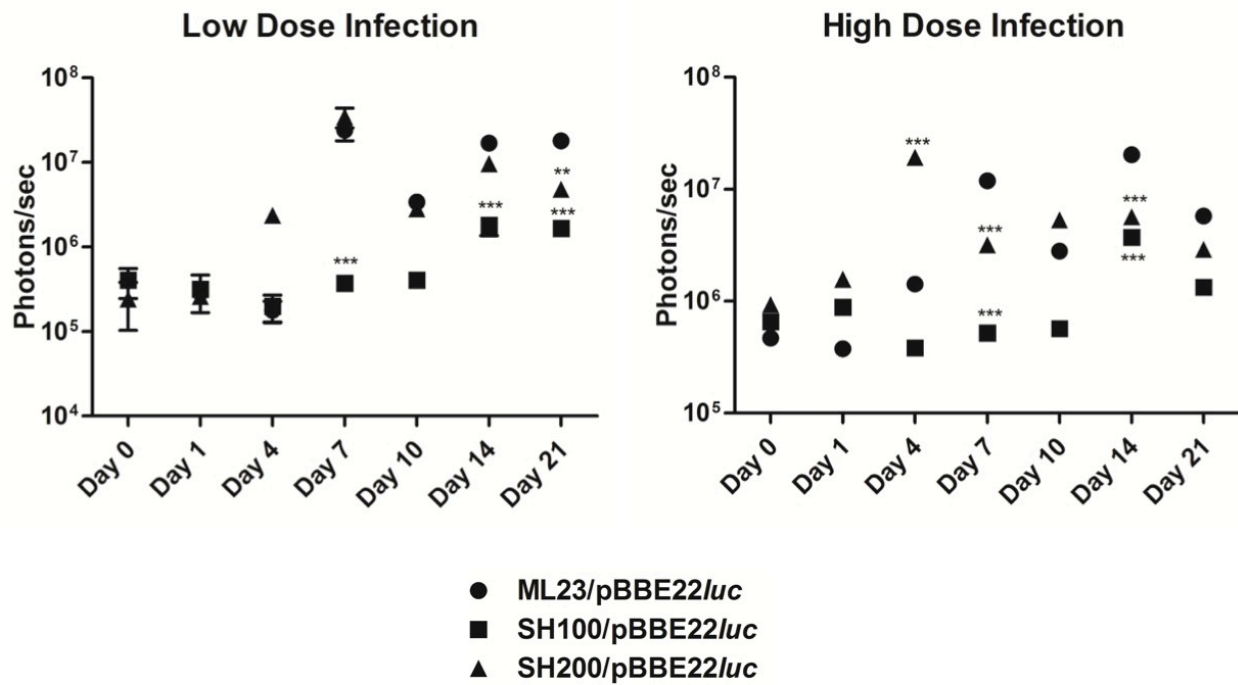 Low Dose Infection
High Dose Infection
Photons/sec
10⁸
10⁷
10⁶
10⁵
10⁴
***
***
**
***
Day 0
Day 1
Day 4
Day 7
Day 10
Day 14
Day 21
Photons/sec
10⁸
10⁷
10⁶
10⁵
***
***
***
***
***
Day 0
Day 1
Day 4
Day 7
Day 10
Day 14
Day 21
ML23/pBBE22luc
SH100/pBBE22luc
SH200/pBBE22luc